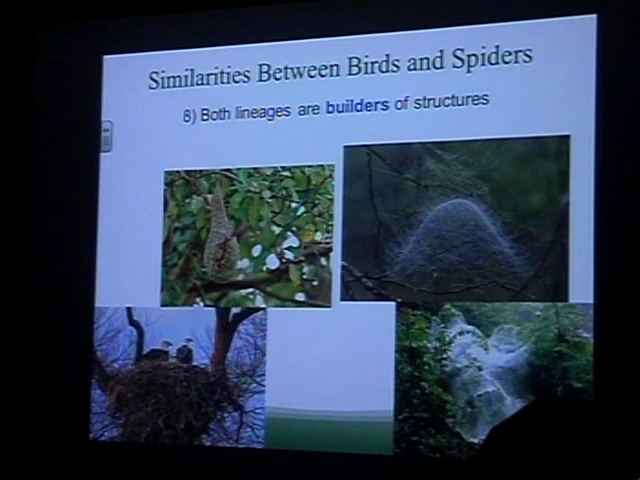 Similarities Between Birds and Spiders
8) Both lineages are builders of structures